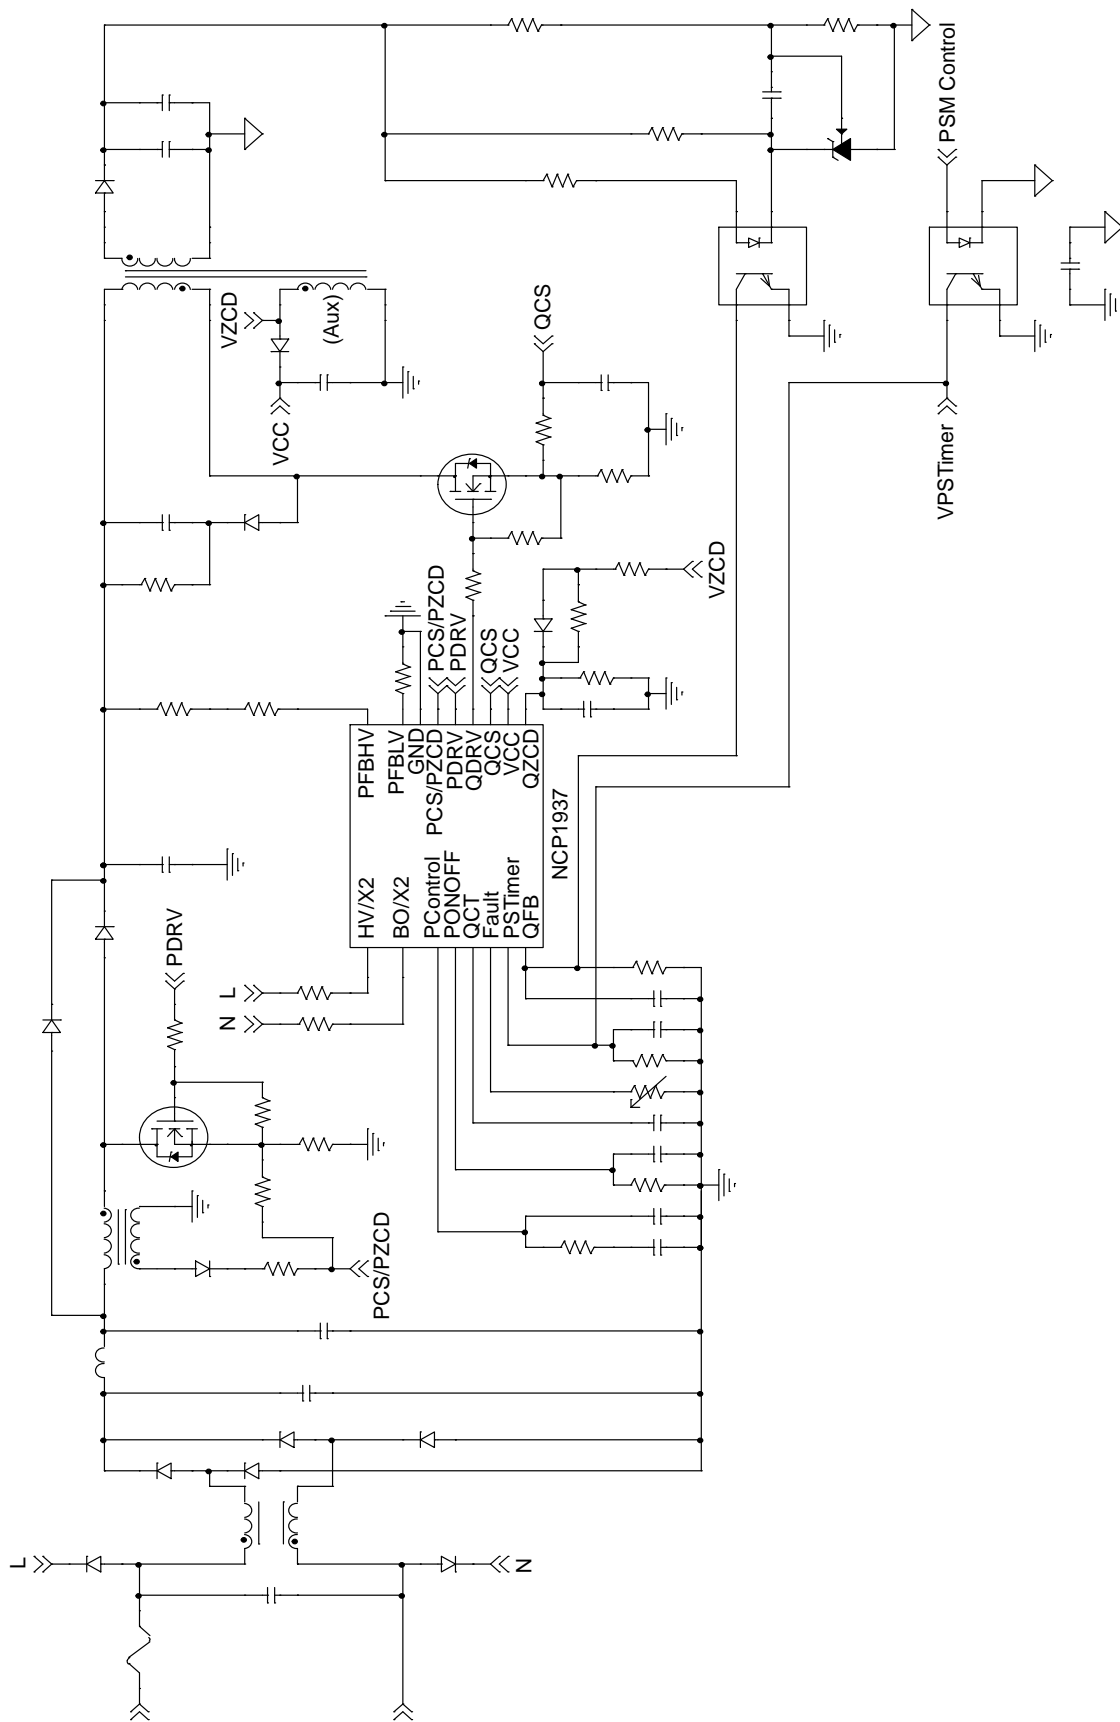 L
N
PCS/PZCD
PDRV
L
N
HV/X2
BO/X2
PControl
PONOFF
QCT
Fault
PSTimer
QFB
PFBHV
PFBLV
GND
PCS/PZCD
PDRV
QDRV
QCS
VCC
QZCD
NCP1937
PCS/PZCD
PDRV
QCS
VCC
VZCD
VCC
VZCD
(Aux)
QCS
VPSTimer
PSM Control